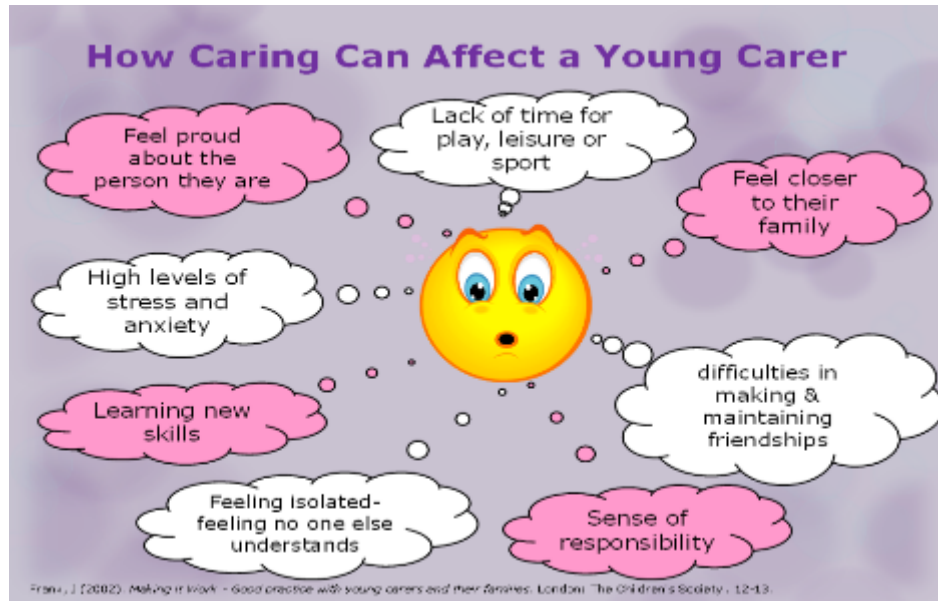 How Caring Can Affect a Young Carer
Feel proud
about the
person they are
Lack of time for
play, leisure or
sport
Feel closer
to their
family
High levels of
stress and
anxiety
difficulties in
making &
maintaining
friendships
Learning new
skills
Feeling isolated-
feeling no one else
understands
Sense of
responsibility
Frank, J (2002). Making it Work - Good practice with young carers and their families. London: The Children's Society. 12-13.